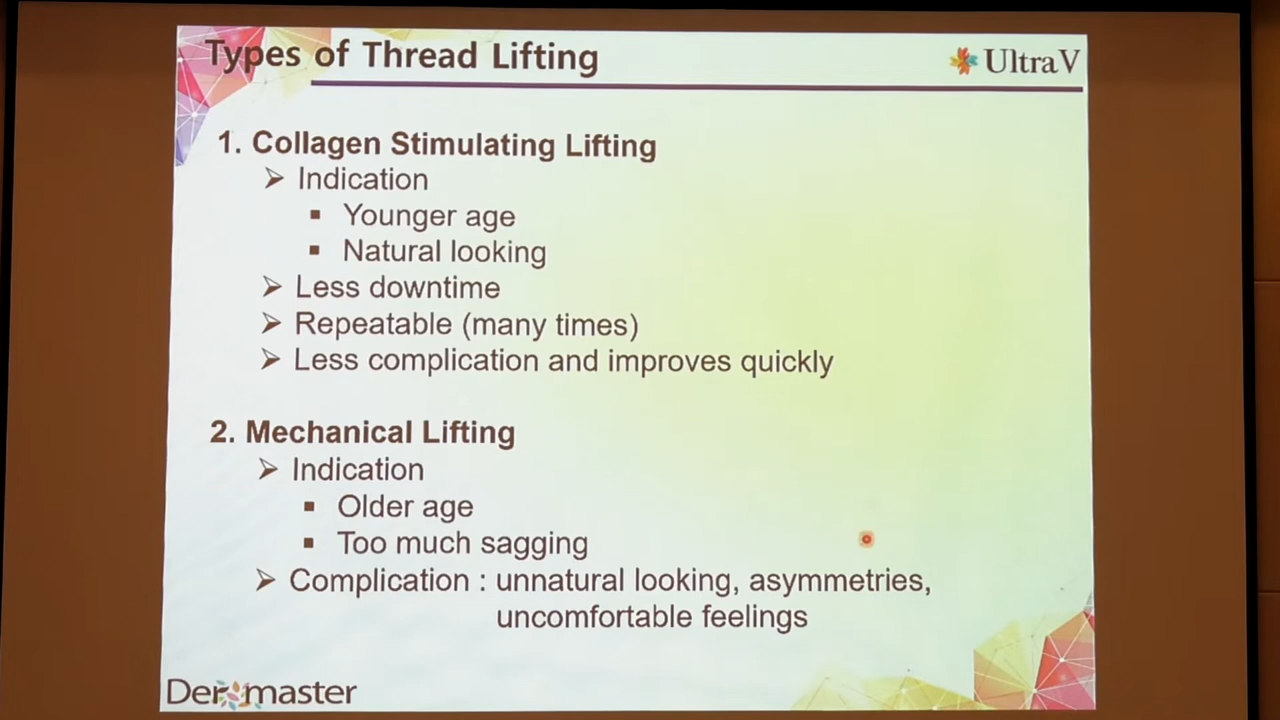 Types of Thread Lifting
UltraV
1. Collagen Stimulating Lifting
➢ Indication
▪ Younger age
▪ Natural looking
➢ Less downtime
➢ Repeatable (many times)
➢ Less complication and improves quickly
2. Mechanical Lifting
➢ Indication
▪ Older age
▪ Too much sagging
➢ Complication : unnatural looking, asymmetries,
uncomfortable feelings
Dermaster